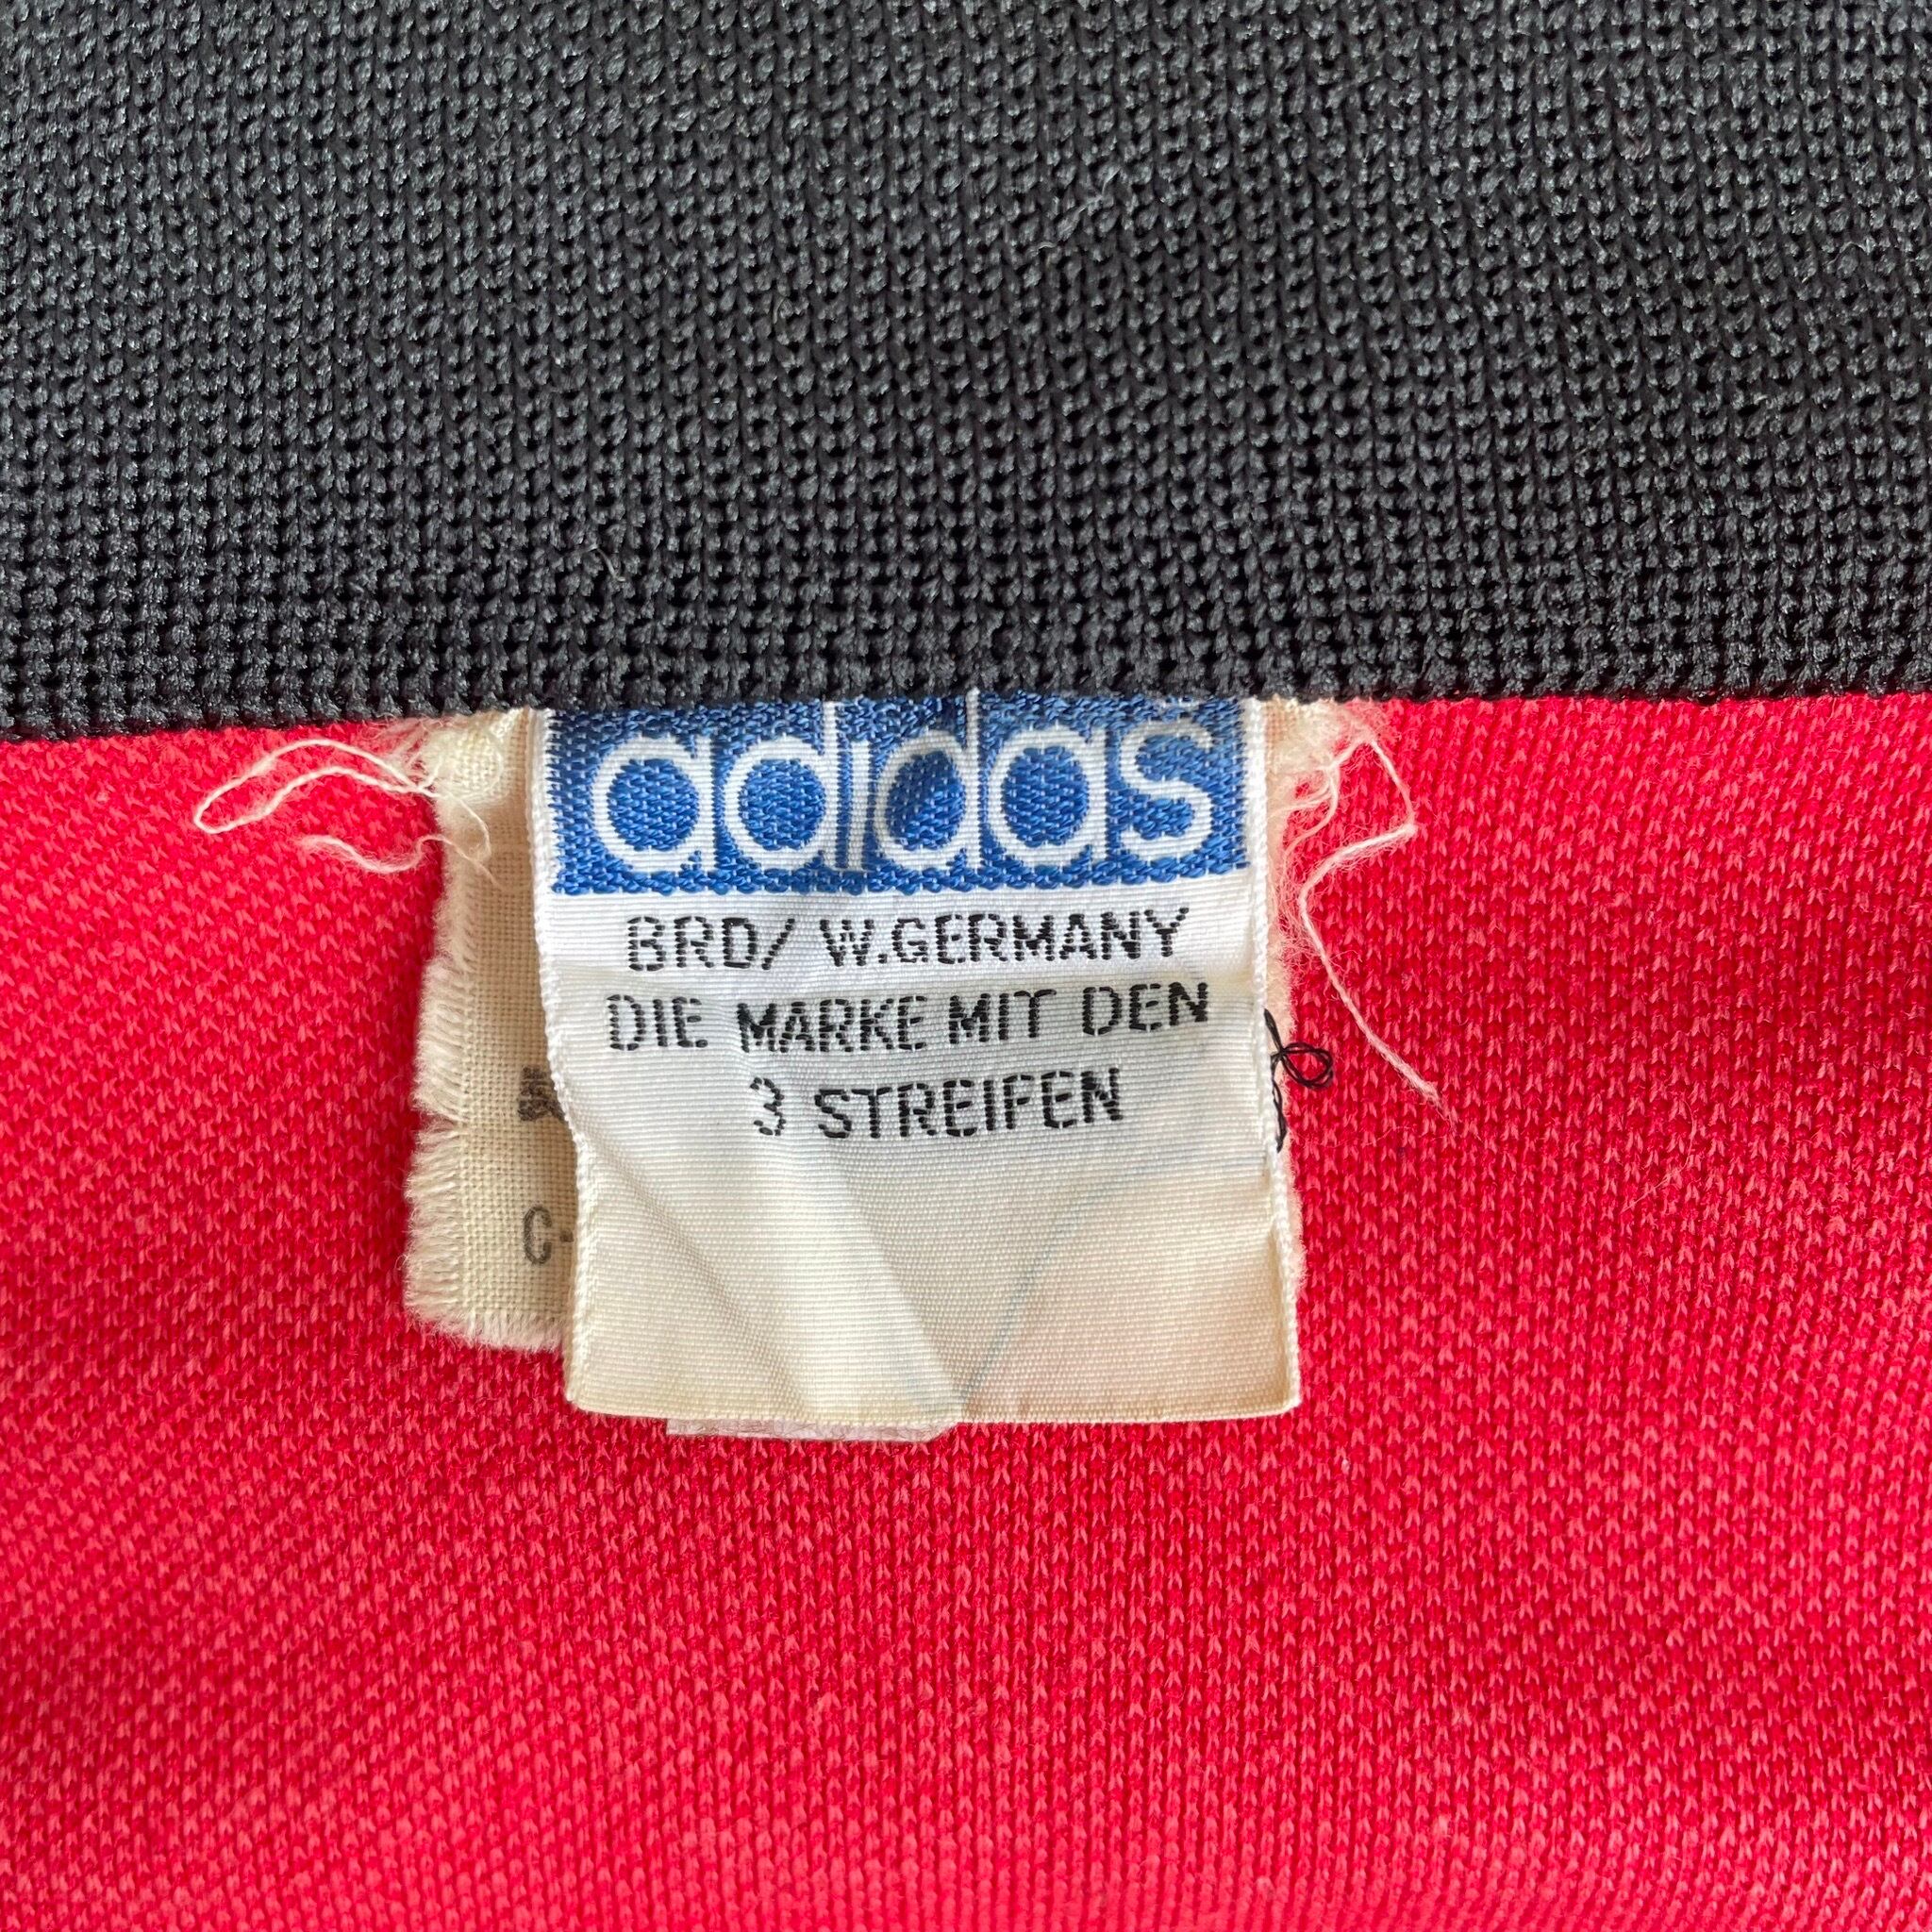 adidas
BRD/ W.GERMANY
DIE MARKE MIT DEN
3 STREIFEN
C-